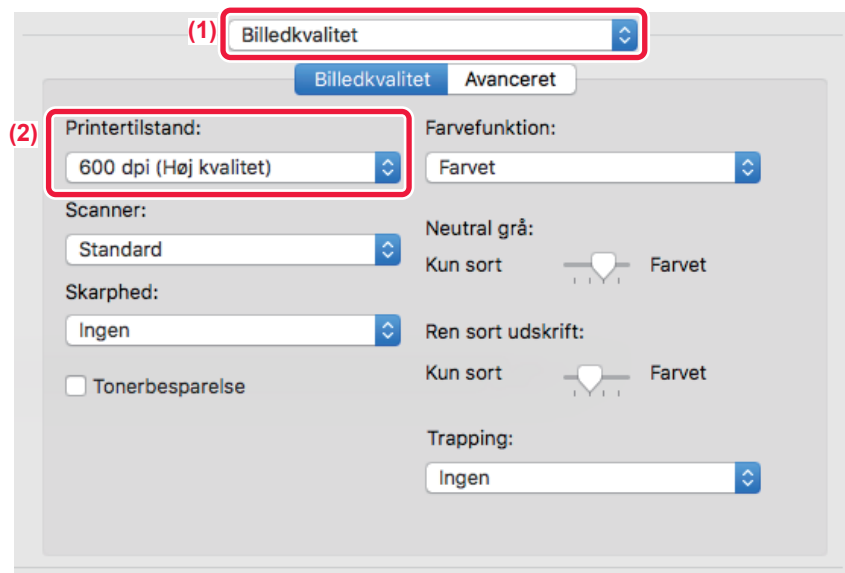 (1) Billedkvalitet
Billedkvalitet Avanceret
(2) Printertilstand:
600 dpi (Høj kvalitet)
Scanner:
Standard
Skarphed:
Ingen
Tonerbesparelse
Farvefunktion:
Farvet
Neutral grå:
Kun sort Farvet
Ren sort udskrift:
Kun sort Farvet
Trapping:
Ingen